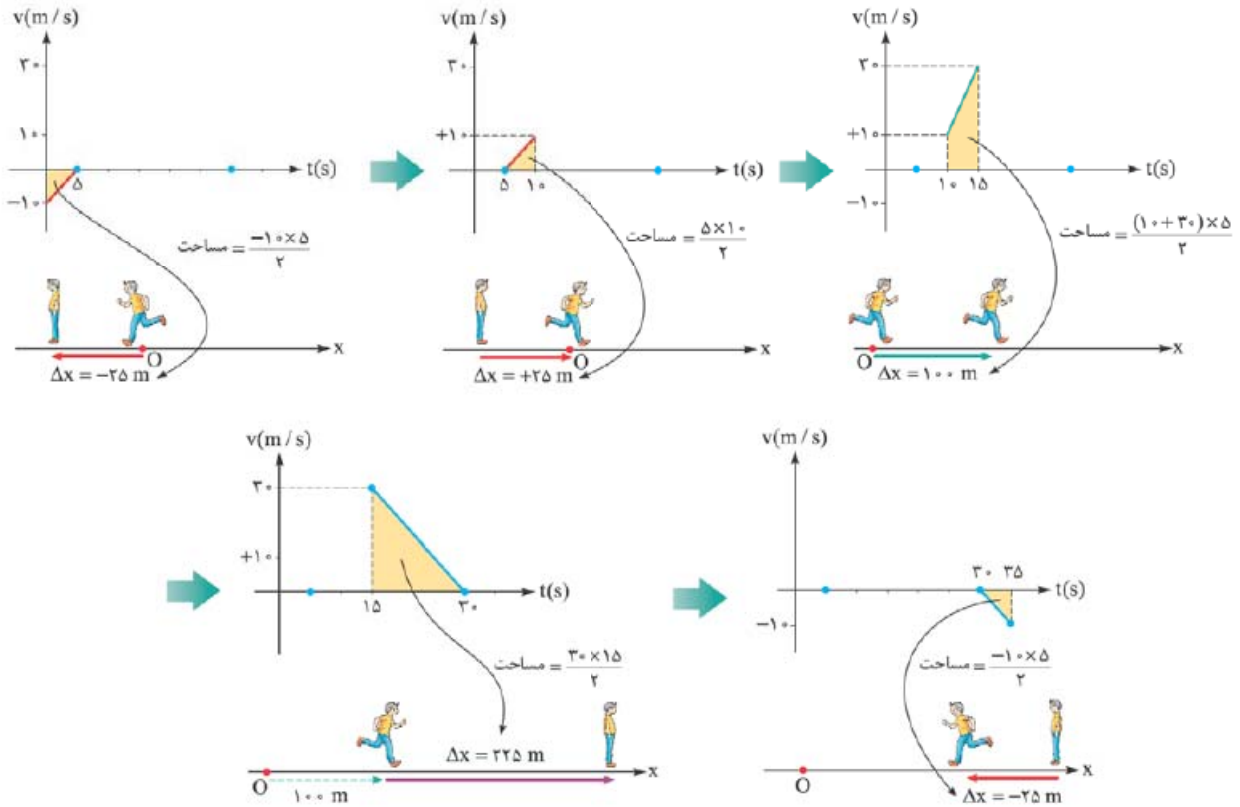 v(m/s)
۳۰
۱۰
−۱۰
۵
t(s)
مساحت = −۱۰×۵/۲
O
x
Δx = −۲۵ m
v(m/s)
۳۰
+۱۰
۵ ۱۰
t(s)
مساحت = ۵×۱۰/۲
O
x
Δx = +۲۵ m
v(m/s)
۳۰
+۱۰
−۱۰
۱۰ ۱۵
t(s)
مساحت = (۱۰+۳۰)×۵/۲
O
x
Δx = ۱۰۰ m
v(m/s)
۳۰
+۱۰
۱۵ ۳۰
t(s)
مساحت = ۳۰×۱۵/۲
Δx = ۲۲۵ m
O
x
۱۰۰ m
v(m/s)
۳۰ ۳۵
t(s)
−۱۰
مساحت = −۱۰×۵/۲
O
x
Δx = −۲۵ m